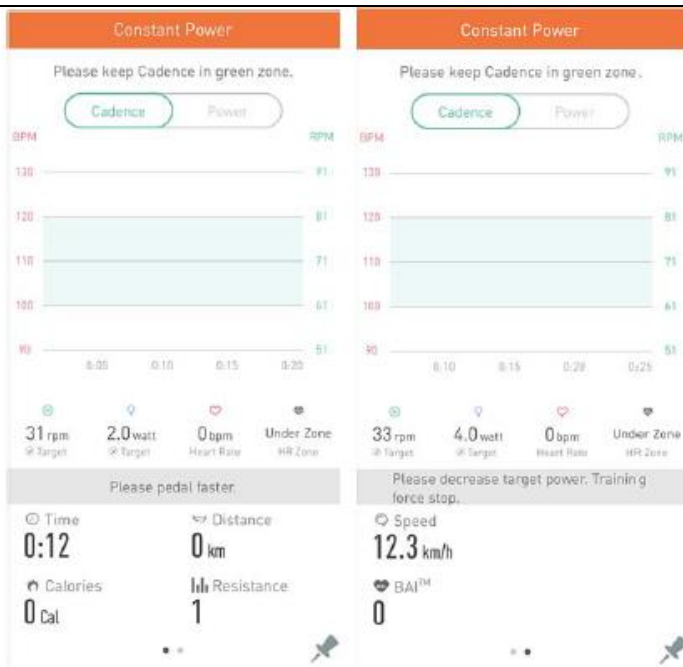 Constant Power
Please keep Cadence in green zone.
Cadence Power
BPM RPM
130 91
120 81
110 71
100 61
90 51
0:05 0:10 0:15 0:20
31 rpm 2.0 watt 0 bpm Under Zone
Target Target Heart Rate HR Zone
Please pedal faster.
Time Distance
0:12 0 km
Calories Resistance
0 Cal 1
Constant Power
Please keep Cadence in green zone.
Cadence Power
BPM RPM
130 91
120 81
110 71
100 61
90 51
0:10 0:15 0:20 0:25
33 rpm 4.0 watt 0 bpm Under Zone
Target Target Heart Rate HR Zone
Please decrease target power. Training
force stop.
Speed
12.3 km/h
BAI™
0